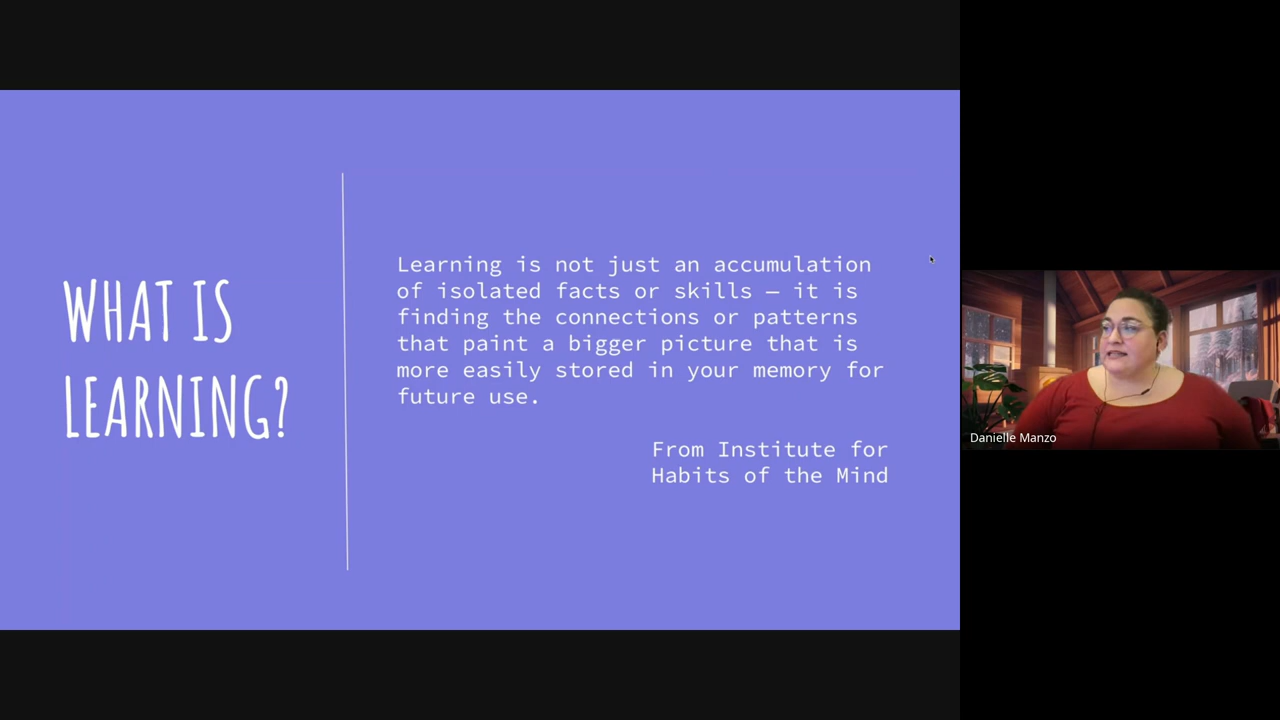 WHAT IS
LEARNING?
Learning is not just an accumulation
of isolated facts or skills — it is
finding the connections or patterns
that paint a bigger picture that is
more easily stored in your memory for
future use.
From Institute for
Habits of the Mind
Danielle Manzo